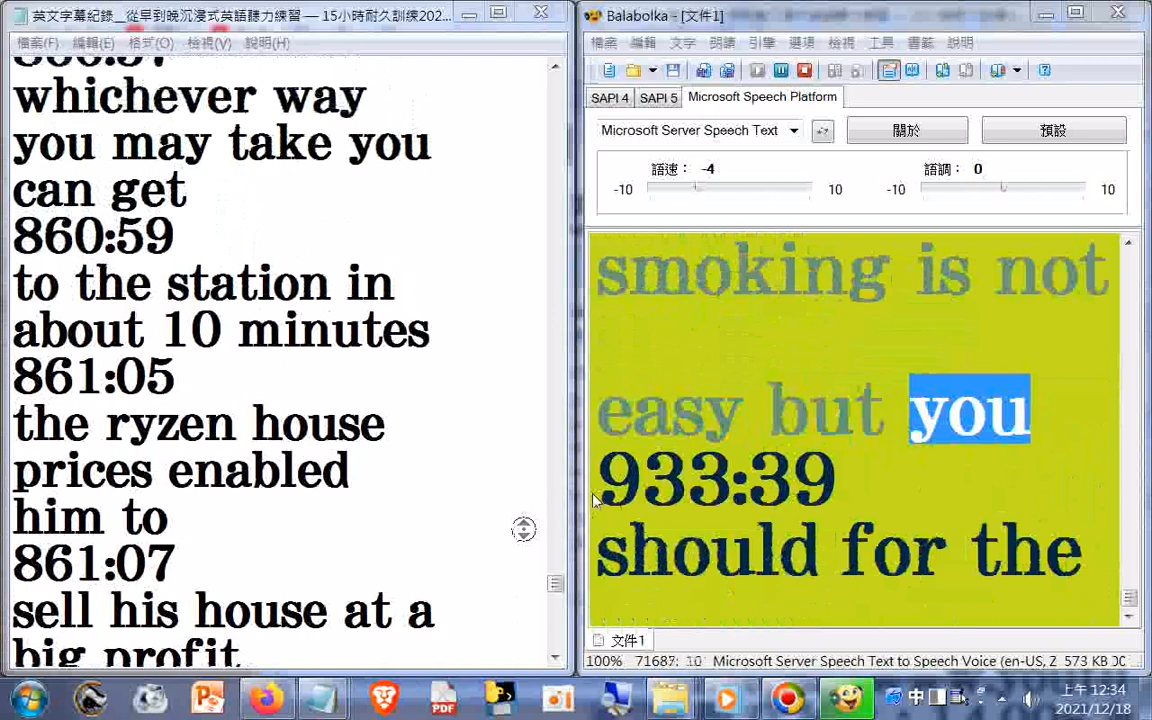 英文字幕紀錄__從早到晚沉浸式英語聽力練習 — 15小時耐久訓練202...
檔案(F) 編輯(E) 格式(O) 檢視(V) 說明(H)
860:57
whichever way
you may take you
can get
860:59
to the station in
about 10 minutes
861:05
the ryzen house
prices enabled
him to
861:07
sell his house at a
big profit
Balabolka - [文件1]
檔案 編輯 文字 朗讀 引擎 選項 檢視 工具 書籤 說明
SAPI 4 SAPI 5 Microsoft Speech Platform
Microsoft Server Speech Text 關於 預設
語速： -4 語調： 0
-10 10 -10 10
smoking is not
easy but you
933:39
should for the
文件1
100% 71687: 10 Microsoft Server Speech Text to Speech Voice (en-US, 2 573 KB
中
上午 12:34
2021/12/18